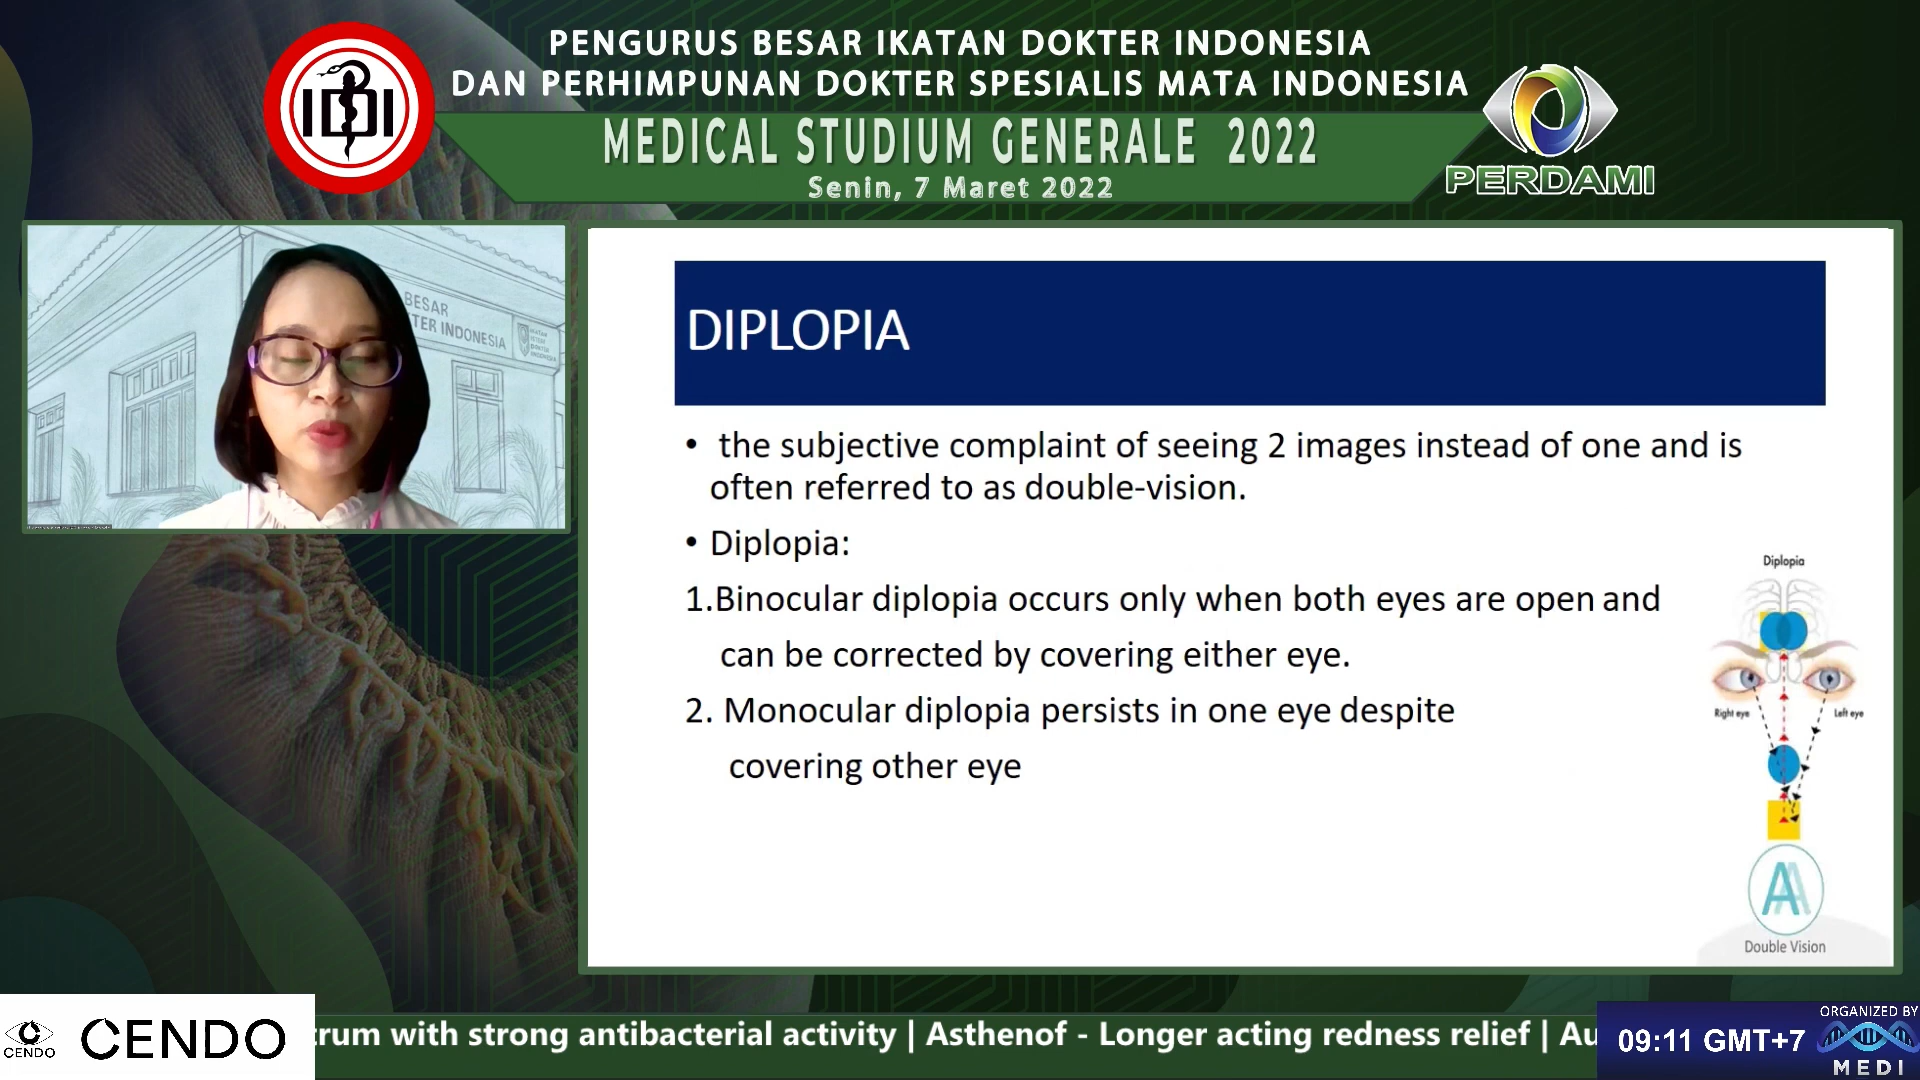 PENGURUS BESAR IKATAN DOKTER INDONESIA
DAN PERHIMPUNAN DOKTER SPESIALIS MATA INDONESIA
IDI
MEDICAL STUDIUM GENERALE 2022
Senin, 7 Maret 2022
PERDAMI
BESAR
TER INDONESIA
DIPLOPIA
• the subjective complaint of seeing 2 images instead of one and is
often referred to as double-vision.
• Diplopia:
1.Binocular diplopia occurs only when both eyes are open and
can be corrected by covering either eye.
2. Monocular diplopia persists in one eye despite
covering other eye
Diplopia
Right eye
Left eye
AA
Double Vision
CENDO
CENDO
trum with strong antibacterial activity | Asthenof - Longer acting redness relief | Au
09:11 GMT+7
ORGANIZED BY
MEDI